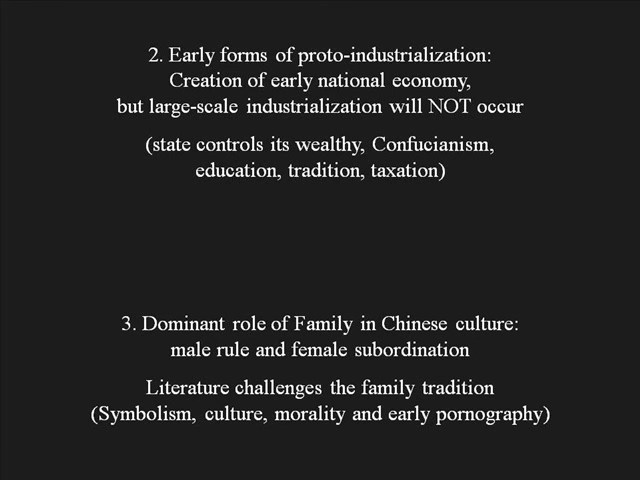 2. Early forms of proto-industrialization:
Creation of early national economy,
but large-scale industrialization will NOT occur
(state controls its wealthy, Confucianism,
education, tradition, taxation)
3. Dominant role of Family in Chinese culture:
male rule and female subordination
Literature challenges the family tradition
(Symbolism, culture, morality and early pornography)